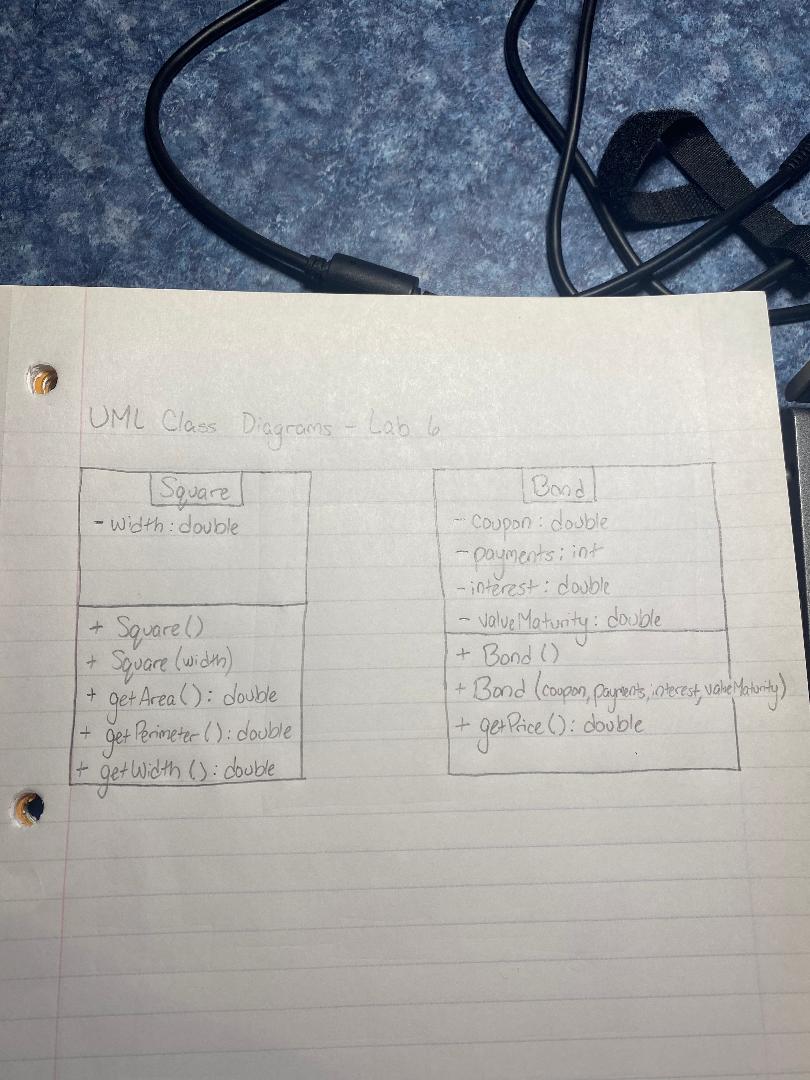 UML Class Diagrams - Lab 6
Square
- width: double
+ Square()
+ Square(width)
+ getArea(): double
+ getPerimeter(): double
+ getWidth(): double
Bond
- coupon: double
- payments: int
- interest: double
- valueMaturity: double
+ Bond()
+ Bond(coupon, payments, interest, valueMaturity)
+ getPrice(): double